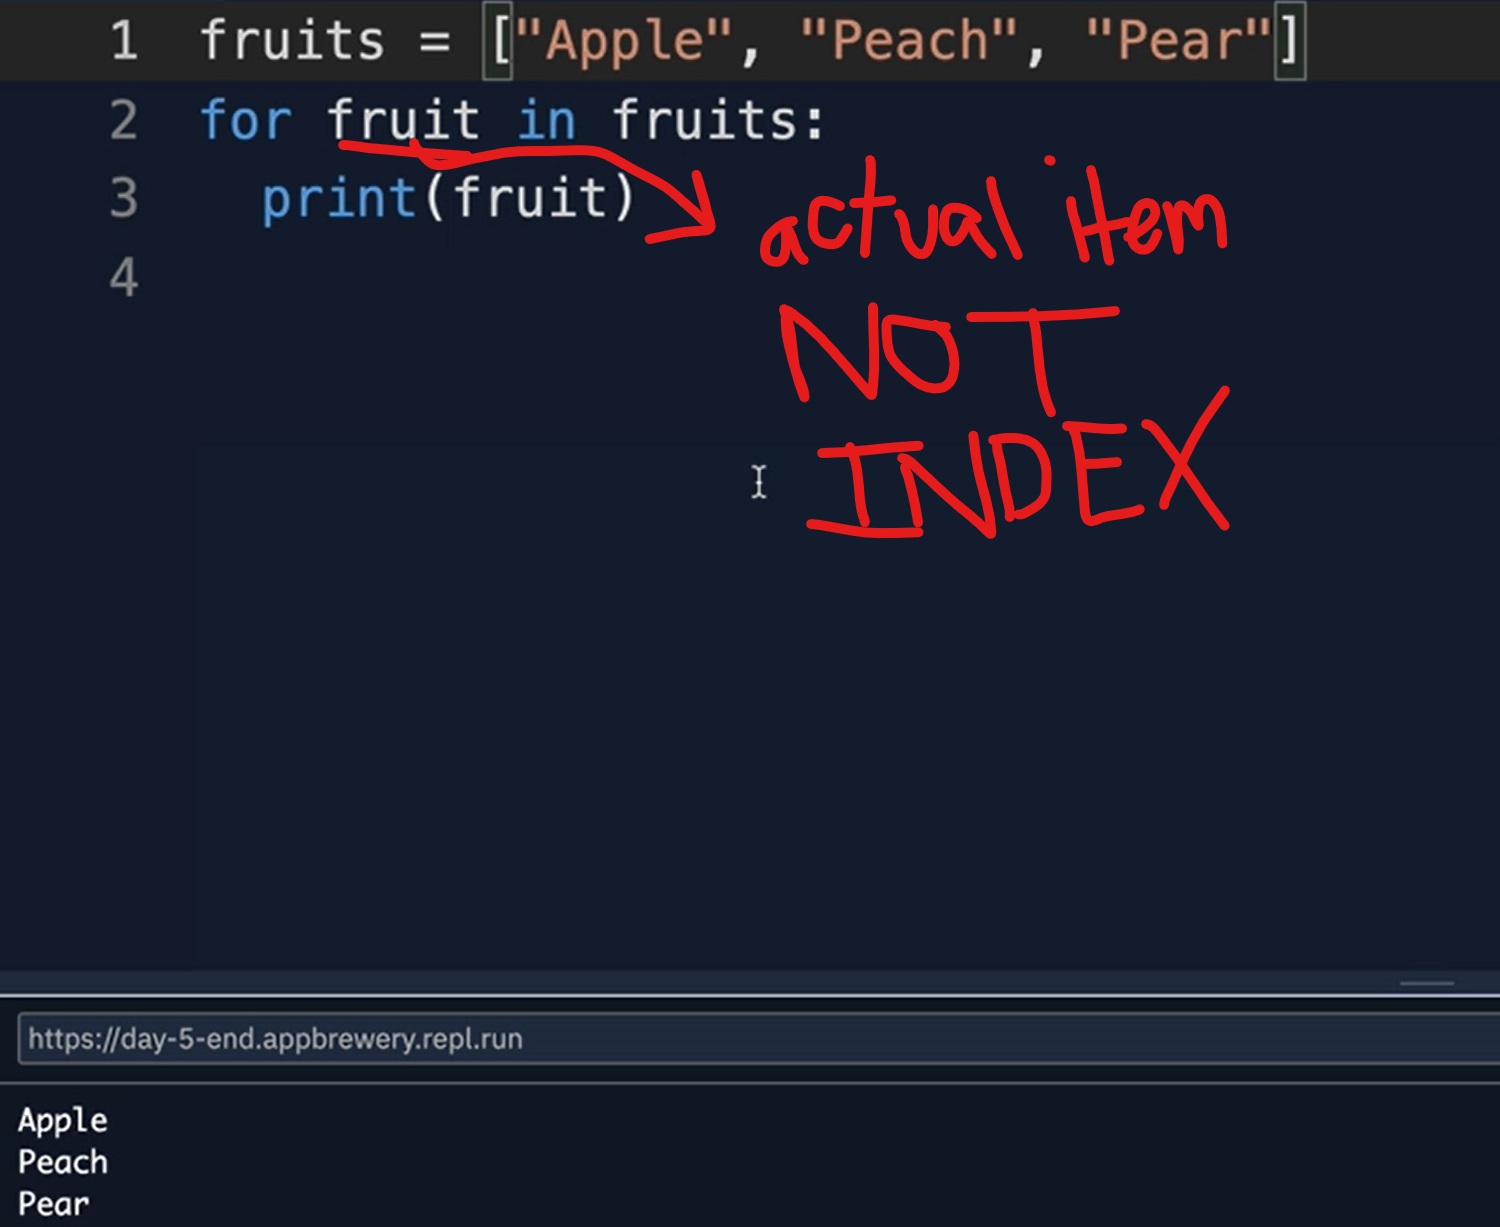 1 fruits = ["Apple", "Peach", "Pear"]
2 for fruit in fruits:
3   print(fruit)
4
actual item
NOT
INDEX
https://day-5-end.appbrewery.repl.run
Apple
Peach
Pear